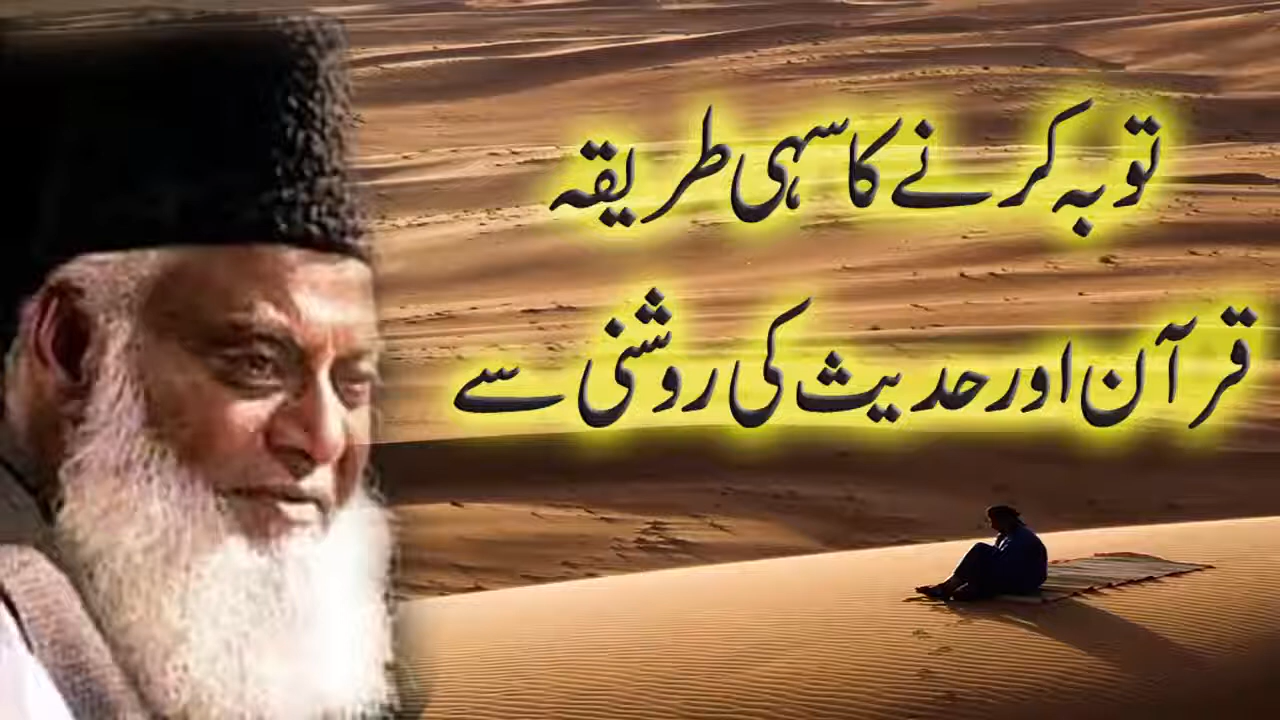 توبہ کرنے کا سہی طریقہ
قرآن اور حدیث کی روشنی سے